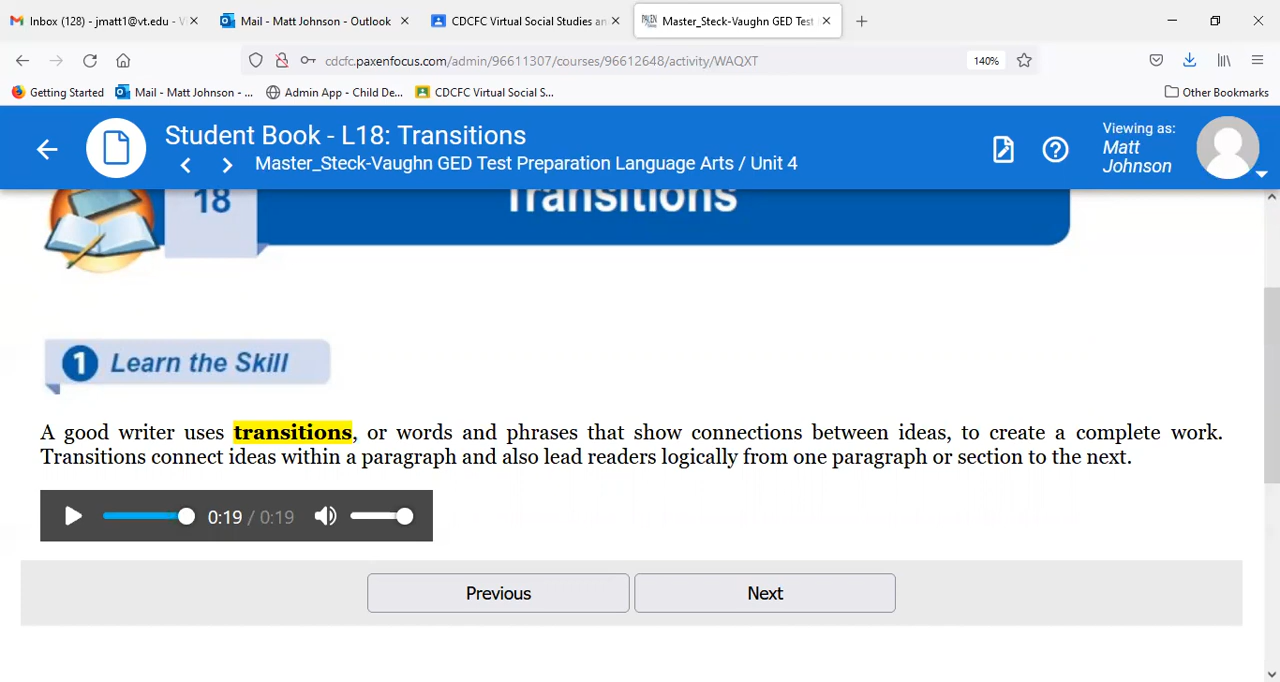 Inbox (128) - jmatt1@vt.edu - V
Mail - Matt Johnson - Outlook
CDCFC Virtual Social Studies an
PAXEN
Master_Steck-Vaughn GED Test
cdcfc.paxenfocus.com/admin/96611307/courses/96612648/activity/WAQXT
140%
Getting Started
Mail - Matt Johnson - ...
Admin App - Child De...
CDCFC Virtual Social S...
Other Bookmarks
Student Book - L18: Transitions
Master_Steck-Vaughn GED Test Preparation Language Arts / Unit 4
Viewing as:
Matt
Johnson
18
Transitions
1 Learn the Skill
A good writer uses transitions, or words and phrases that show connections between ideas, to create a complete work.
Transitions connect ideas within a paragraph and also lead readers logically from one paragraph or section to the next.
0:19 / 0:19
Previous
Next